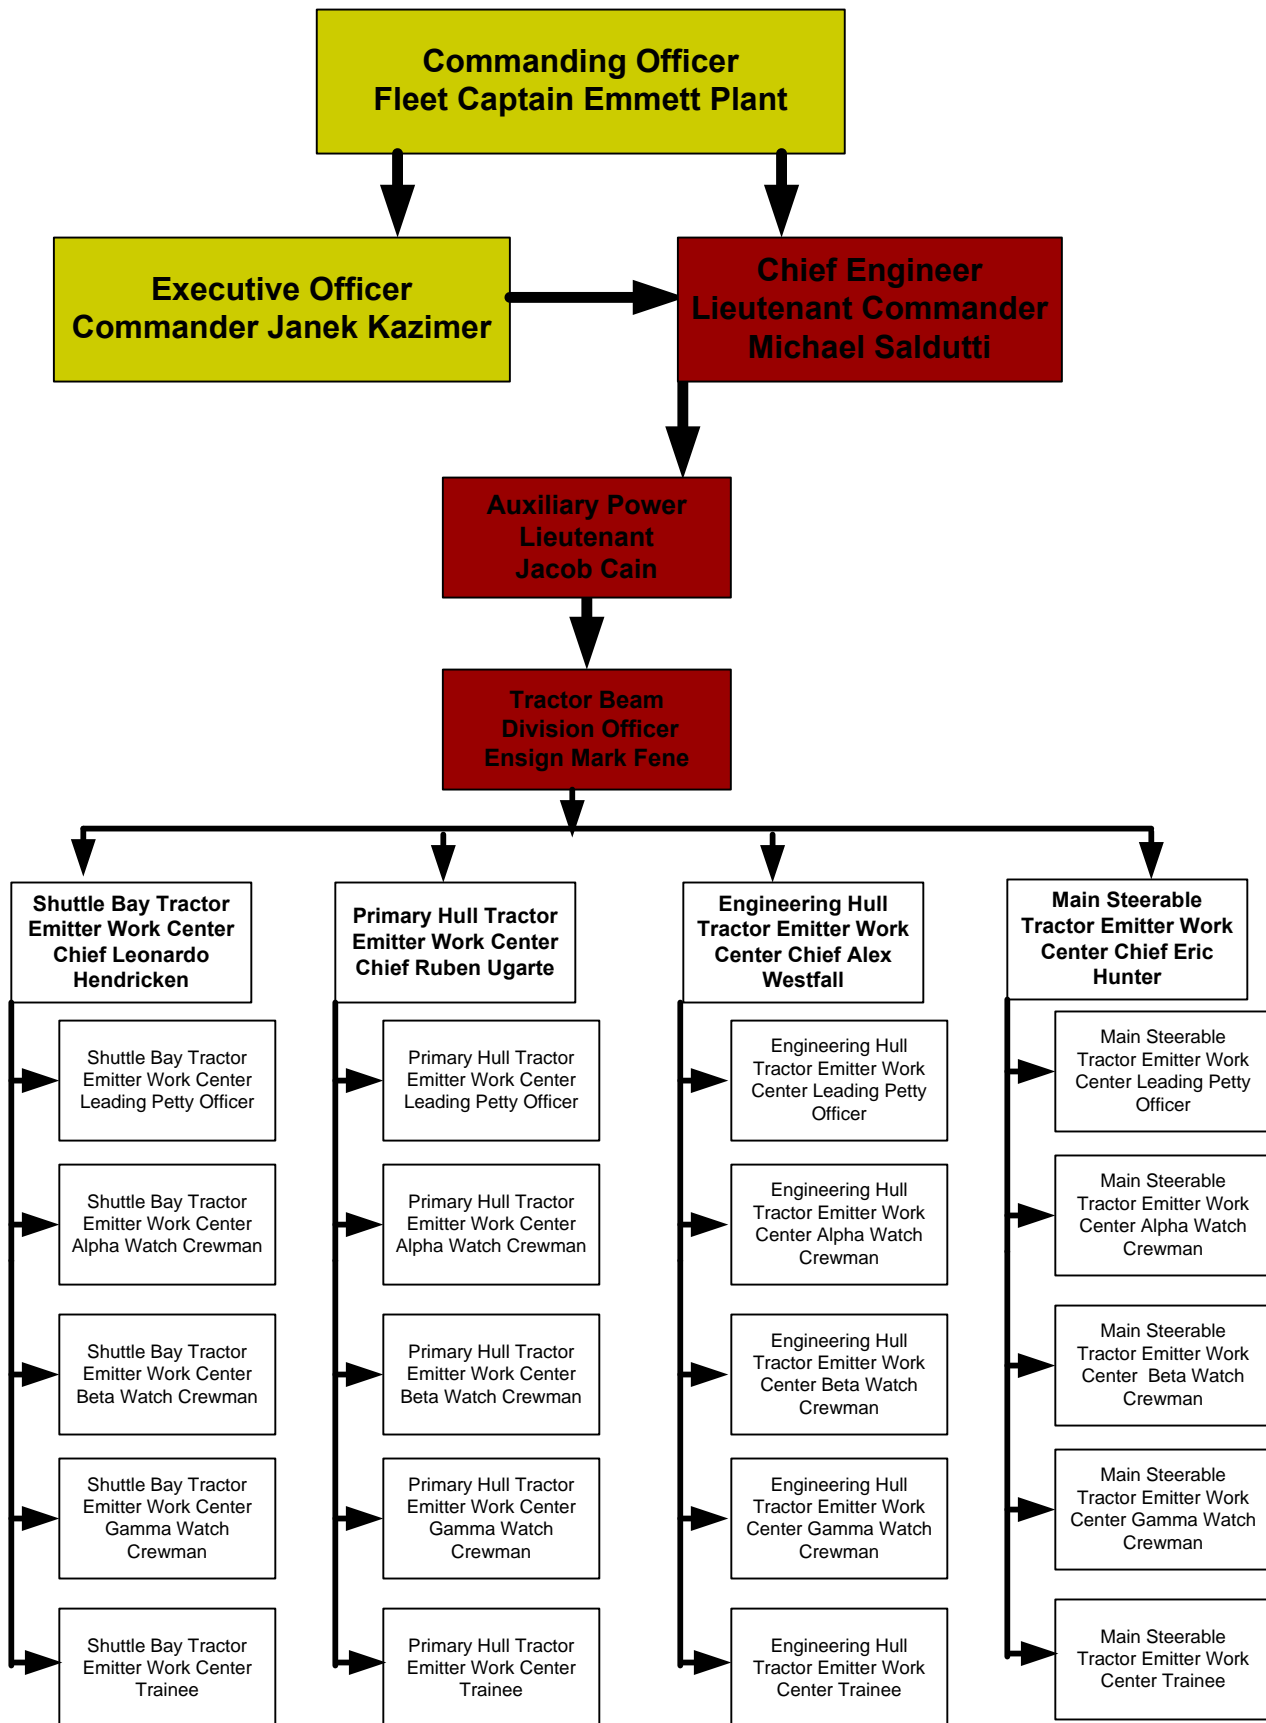 Commanding Officer
Fleet Captain Emmett Plant
Executive Officer
Commander Janek Kazimer
Chief Engineer
Lieutenant Commander
Michael Saldutti
Auxiliary Power
Lieutenant
Jacob Cain
Tractor Beam
Division Officer
Ensign Mark Fene
Shuttle Bay Tractor
Emitter Work Center
Chief Leonardo
Hendricken
Primary Hull Tractor
Emitter Work Center
Chief Ruben Ugarte
Engineering Hull
Tractor Emitter Work
Center Chief Alex
Westfall
Main Steerable
Tractor Emitter Work
Center Chief Eric
Hunter
Shuttle Bay Tractor
Emitter Work Center
Leading Petty Officer
Primary Hull Tractor
Emitter Work Center
Leading Petty Officer
Engineering Hull
Tractor Emitter Work
Center Leading Petty
Officer
Main Steerable
Tractor Emitter Work
Center Leading Petty
Officer
Shuttle Bay Tractor
Emitter Work Center
Alpha Watch Crewman
Primary Hull Tractor
Emitter Work Center
Alpha Watch Crewman
Engineering Hull
Tractor Emitter Work
Center Alpha Watch
Crewman
Main Steerable
Tractor Emitter Work
Center Alpha Watch
Crewman
Shuttle Bay Tractor
Emitter Work Center
Beta Watch Crewman
Primary Hull Tractor
Emitter Work Center
Beta Watch Crewman
Engineering Hull
Tractor Emitter Work
Center Beta Watch
Crewman
Main Steerable
Tractor Emitter Work
Center  Beta Watch
Crewman
Shuttle Bay Tractor
Emitter Work Center
Gamma Watch
Crewman
Primary Hull Tractor
Emitter Work Center
Gamma Watch
Crewman
Engineering Hull
Tractor Emitter Work
Center Gamma Watch
Crewman
Main Steerable
Tractor Emitter Work
Center Gamma Watch
Crewman
Shuttle Bay Tractor
Emitter Work Center
Trainee
Primary Hull Tractor
Emitter Work Center
Trainee
Engineering Hull
Tractor Emitter Work
Center Trainee
Main Steerable
Tractor Emitter Work
Center Trainee